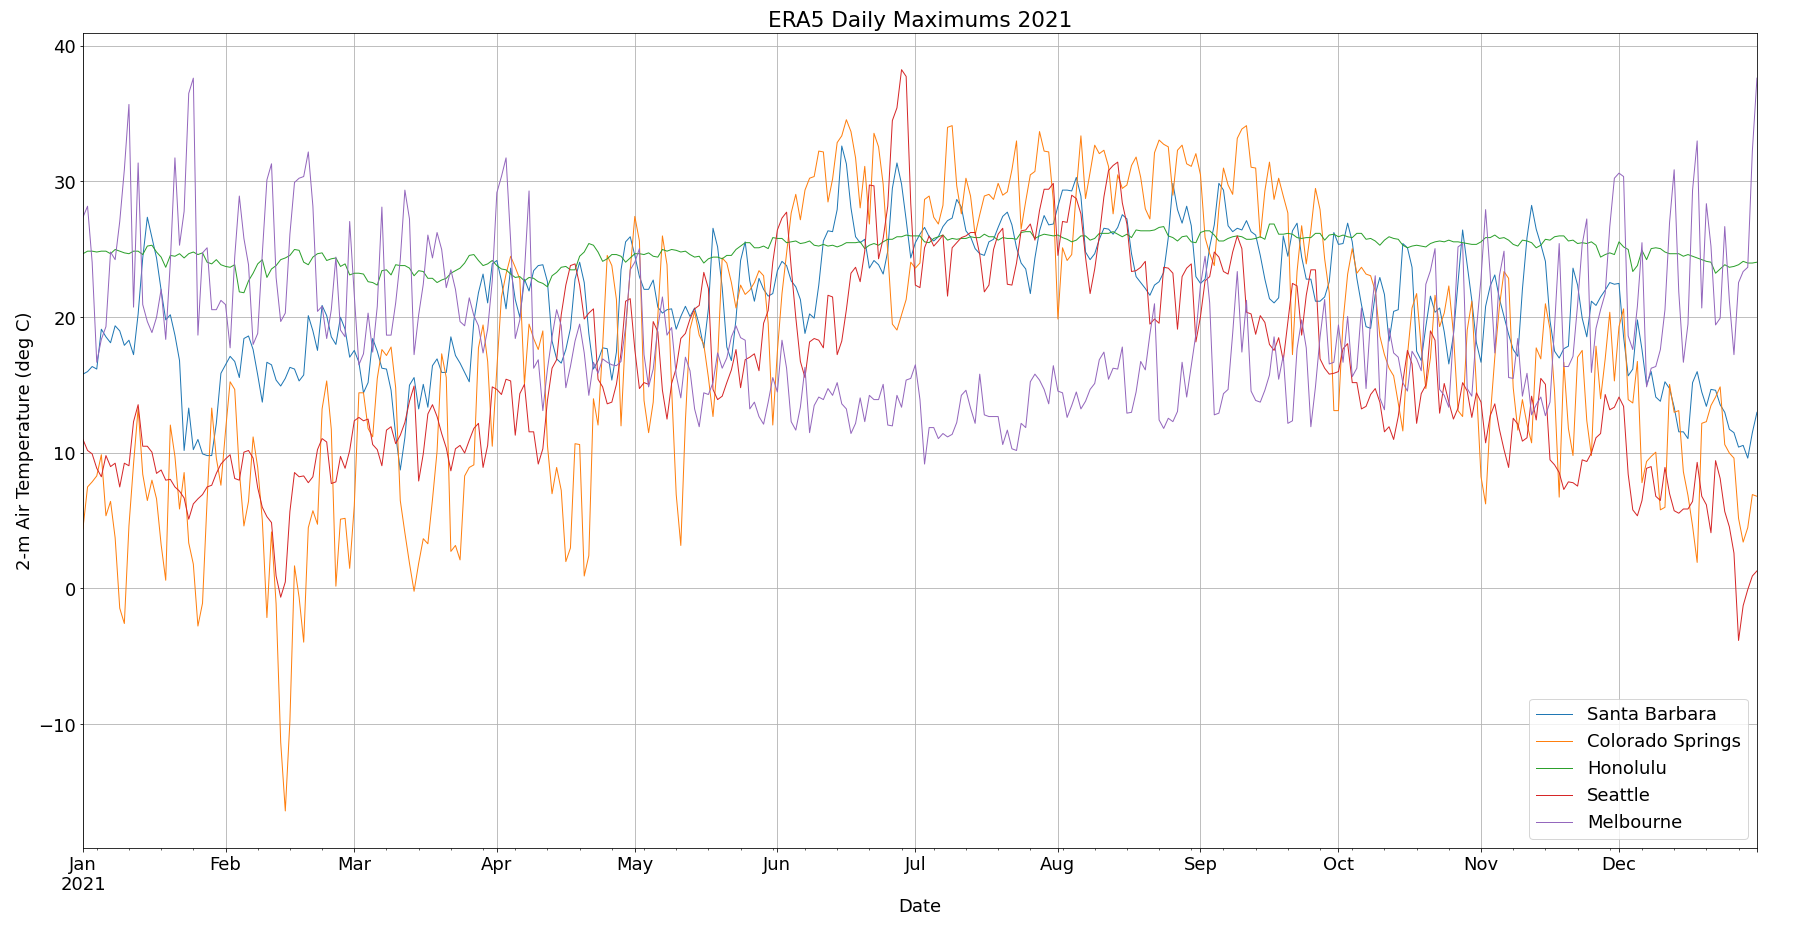 ERA5 Daily Maximums 2021
2-m Air Temperature (deg C)
40
30
20
10
0
−10
Jan
2021
Feb
Mar
Apr
May
Jun
Jul
Aug
Sep
Oct
Nov
Dec
Date
Santa Barbara
Colorado Springs
Honolulu
Seattle
Melbourne